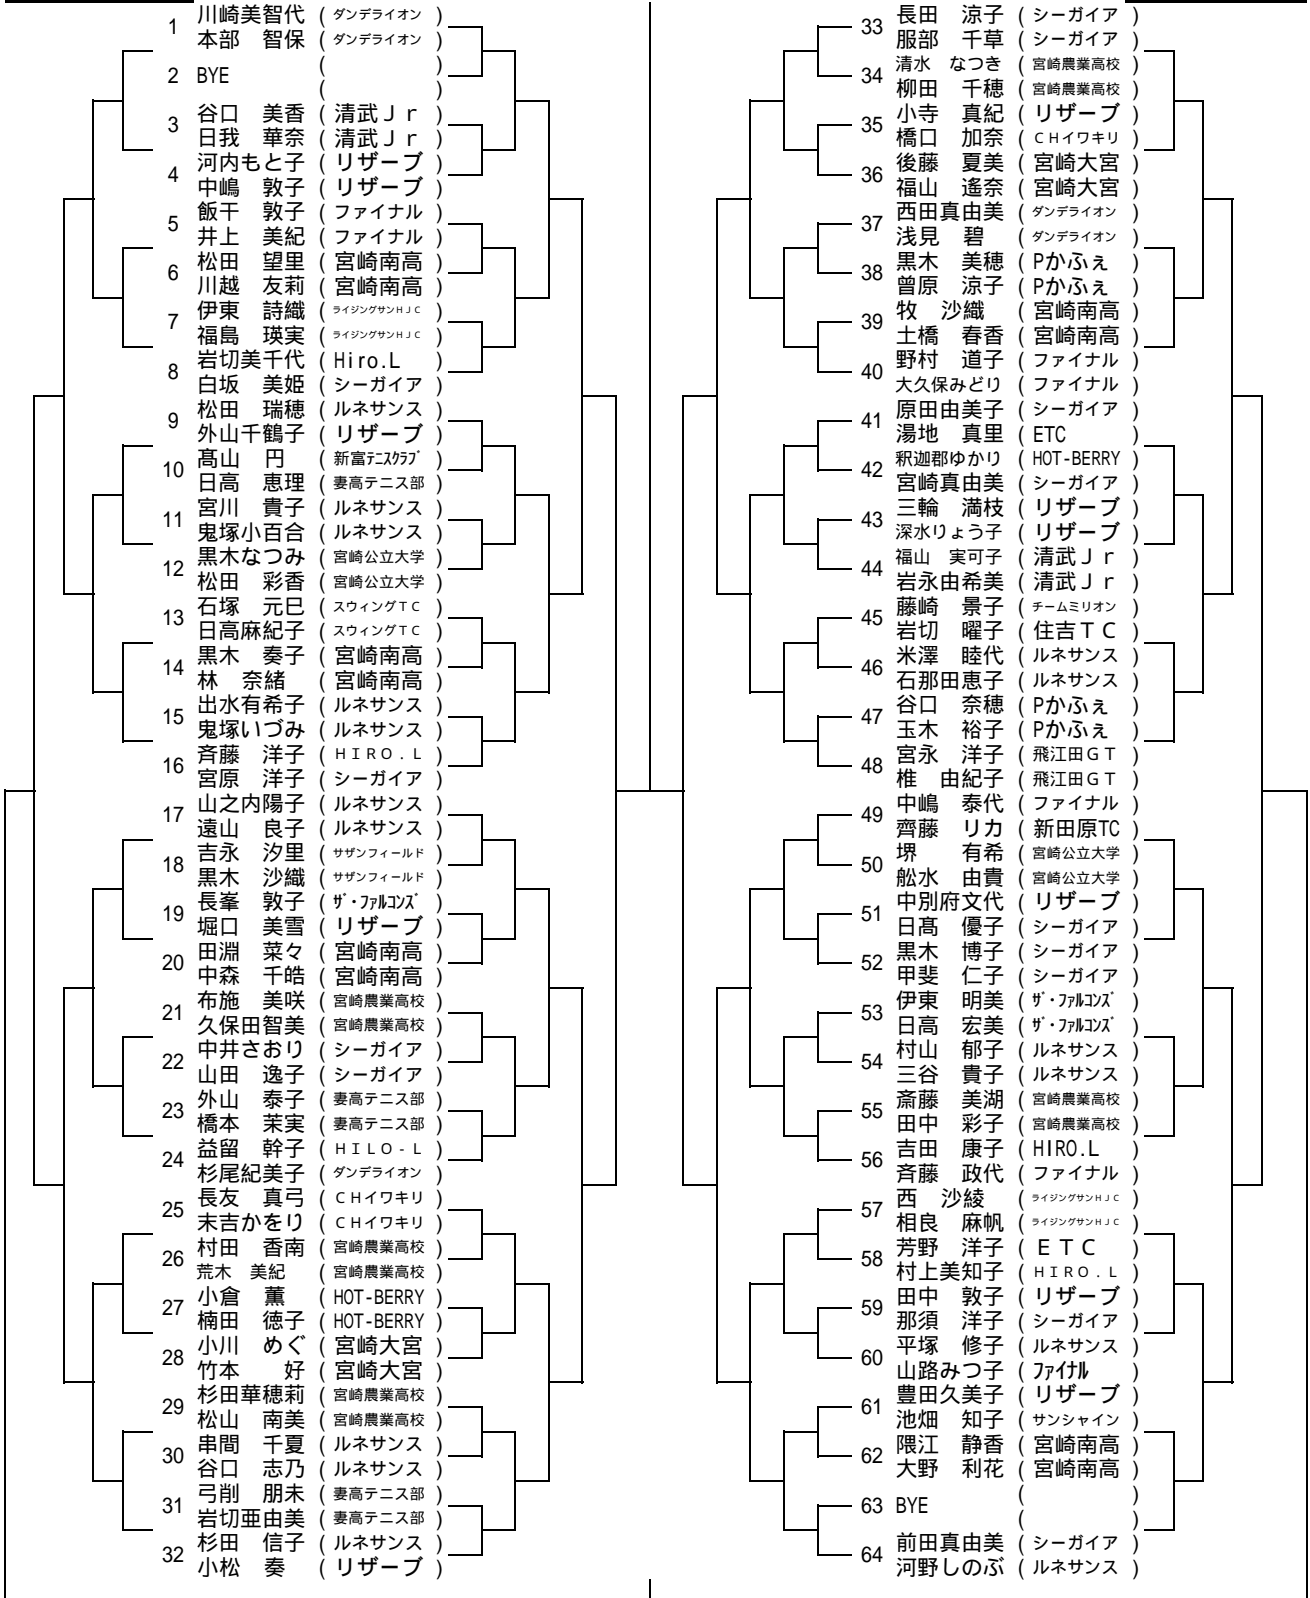 1 川崎美智代 ( ダンデライオン )
本部　智保 ( ダンデライオン )
2 BYE (　)
(　)
3 谷口　美香 ( 清武Ｊｒ )
日我　華奈 ( 清武Ｊｒ )
4 河内もと子 ( リザーブ )
中嶋　敦子 ( リザーブ )
5 飯干　敦子 ( ファイナル )
井上　美紀 ( ファイナル )
6 松田　望里 ( 宮崎南高 )
川越　友莉 ( 宮崎南高 )
7 伊東　詩織 ( ライジングサンＨＪＣ )
福島　瑛実 ( ライジングサンＨＪＣ )
8 岩切美千代 ( Hiro.L )
白坂　美姫 ( シーガイア )
9 松田　瑞穂 ( ルネサンス )
外山千鶴子 ( リザーブ )
10 髙山　円 ( 新富ﾃﾆｽｸﾗﾌﾞ )
日高　恵理 ( 妻高テニス部 )
11 宮川　貴子 ( ルネサンス )
鬼塚小百合 ( ルネサンス )
12 黒木なつみ ( 宮崎公立大学 )
松田　彩香 ( 宮崎公立大学 )
13 石塚　元巳 ( スウィングＴＣ )
日高麻紀子 ( スウィングＴＣ )
14 黒木　奏子 ( 宮崎南高 )
林　奈緒 ( 宮崎南高 )
15 出水有希子 ( ルネサンス )
鬼塚いづみ ( ルネサンス )
16 斉藤　洋子 ( ＨＩＲＯ．Ｌ )
宮原　洋子 ( シーガイア )
17 山之内陽子 ( ルネサンス )
遠山　良子 ( ルネサンス )
18 吉永　汐里 ( サザンフィールド )
黒木　沙織 ( サザンフィールド )
19 長峯　敦子 ( ｻﾞ・ﾌｧﾙｺﾝｽﾞ )
堀口　美雪 ( リザーブ )
20 田淵　菜々 ( 宮崎南高 )
中森　千皓 ( 宮崎南高 )
21 布施　美咲 ( 宮崎農業高校 )
久保田智美 ( 宮崎農業高校 )
22 中井さおり ( シーガイア )
山田　逸子 ( シーガイア )
23 外山　泰子 ( 妻高テニス部 )
橋本　茉実 ( 妻高テニス部 )
24 益留　幹子 ( ＨＩＬＯ‐Ｌ )
杉尾紀美子 ( ダンデライオン )
25 長友　真弓 ( ＣＨイワキリ )
末吉かをり ( ＣＨイワキリ )
26 村田　香南 ( 宮崎農業高校 )
荒木　美紀 ( 宮崎農業高校 )
27 小倉　薫 ( HOT-BERRY )
楠田　徳子 ( HOT-BERRY )
28 小川　めぐ ( 宮崎大宮 )
竹本　　好 ( 宮崎大宮 )
29 杉田華穂莉 ( 宮崎農業高校 )
松山　南美 ( 宮崎農業高校 )
30 串間　千夏 ( ルネサンス )
谷口　志乃 ( ルネサンス )
31 弓削　朋未 ( 妻高テニス部 )
岩切亜由美 ( 妻高テニス部 )
32 杉田　信子 ( ルネサンス )
小松　奏 ( リザーブ )
33 長田　涼子 ( シーガイア )
服部　千草 ( シーガイア )
34 清水　なつき ( 宮崎農業高校 )
柳田　千穂 ( 宮崎農業高校 )
35 小寺　真紀 ( リザーブ )
橋口　加奈 ( ＣＨイワキリ )
36 後藤　夏美 ( 宮崎大宮 )
福山　遙奈 ( 宮崎大宮 )
37 西田真由美 ( ダンデライオン )
浅見　碧 ( ダンデライオン )
38 黒木　美穂 ( Pかふぇ )
曽原　涼子 ( Pかふぇ )
39 牧　沙織 ( 宮崎南高 )
土橋　春香 ( 宮崎南高 )
40 野村　道子 ( ファイナル )
大久保みどり ( ファイナル )
41 原田由美子 ( シーガイア )
湯地　真里 ( ETC )
42 釈迦郡ゆかり ( HOT-BERRY )
宮崎真由美 ( シーガイア )
43 三輪　満枝 ( リザーブ )
深水りょう子 ( リザーブ )
44 福山　実可子 ( 清武Ｊｒ )
岩永由希美 ( 清武Ｊｒ )
45 藤崎　景子 ( チームミリオン )
岩切　曜子 ( 住吉ＴＣ )
46 米澤　睦代 ( ルネサンス )
石那田恵子 ( ルネサンス )
47 谷口　奈穂 ( Pかふぇ )
玉木　裕子 ( Pかふぇ )
48 宮永　洋子 ( 飛江田ＧＴ )
椎　由紀子 ( 飛江田ＧＴ )
49 中嶋　泰代 ( ファイナル )
齊藤　リカ ( 新田原TC )
50 堺　　有希 ( 宮崎公立大学 )
舩水　由貴 ( 宮崎公立大学 )
51 中別府文代 ( リザーブ )
日髙　優子 ( シーガイア )
52 黒木　博子 ( シーガイア )
甲斐　仁子 ( シーガイア )
53 伊東　明美 ( ｻﾞ・ﾌｧﾙｺﾝｽﾞ )
日高　宏美 ( ｻﾞ・ﾌｧﾙｺﾝｽﾞ )
54 村山　郁子 ( ルネサンス )
三谷　貴子 ( ルネサンス )
55 斎藤　美湖 ( 宮崎農業高校 )
田中　彩子 ( 宮崎農業高校 )
56 吉田　康子 ( HIRO.L )
斉藤　政代 ( ファイナル )
57 西　沙綾 ( ライジングサンＨＪＣ )
相良　麻帆 ( ライジングサンＨＪＣ )
58 芳野　洋子 ( ＥＴＣ )
村上美知子 ( ＨＩＲＯ．Ｌ )
59 田中　敦子 ( リザーブ )
那須　洋子 ( シーガイア )
60 平塚　修子 ( ルネサンス )
山路みつ子 ( ﾌｧｲﾅﾙ )
61 豊田久美子 ( リザーブ )
池畑　知子 ( サンシャイン )
62 隈江　静香 ( 宮崎南高 )
大野　利花 ( 宮崎南高 )
63 BYE (　)
(　)
64 前田真由美 ( シーガイア )
河野しのぶ ( ルネサンス )